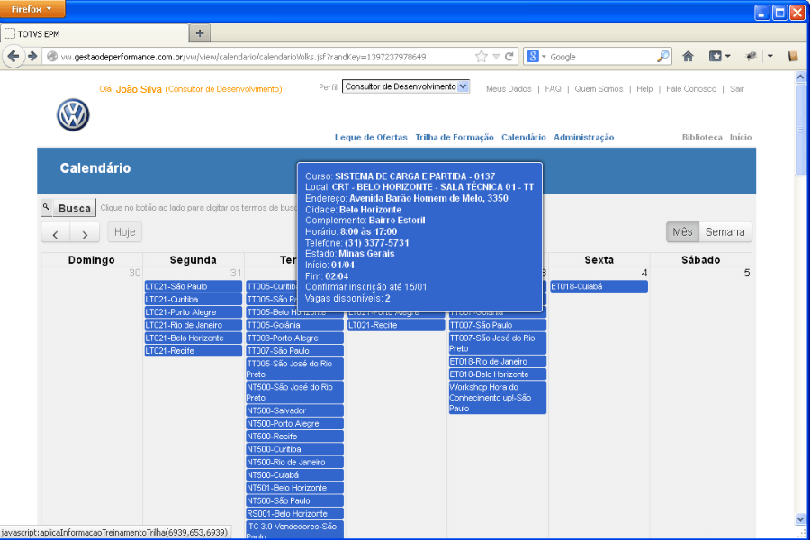 Firefox
TOTVS EPM
www.gestaodeperformance.com.br/vw/view/calendario/calendarioVolks.jsf?randKey=1397237978649
Google
Olá, João Silva (Consultor de Desenvolvimento)
Perfil Consultor de Desenvolvimento
Meus Dados | FAQ | Quem Somos | Help | Fale Conosco | Sair
Leque de Ofertas Trilha de Formação Calendário Administração
Biblioteca Início
Calendário
Busca
Clique no botão ao lado para digitar os termos de bus
Hoje
Mês Semana
Curso: SISTEMA DE CARGA E PARTIDA - 0137
Local: CRT - BELO HORIZONTE - SALA TÉCNICA 01 - TT
Endereço: Avenida Barão Homem de Melo, 3350
Cidade: Belo Horizonte
Complemento: Bairro Estoril
Horário: 8:00 às 17:00
Telefone: (31) 3377-5731
Estado: Minas Gerais
Início: 01/04
Fim: 02/04
Confirmar inscrição até 15/01
Vagas disponíveis: 2
Domingo
Segunda
Ter
Sexta
Sábado
30
31
3
4
5
LTC21-São Paulo
LTC21-Curitiba
LTC21-Porto Alegre
LTC21-Rio de Janeiro
LTC21-Belo Horizonte
LTC21-Recife
TT005-Curitib
TT005-São P
TT005-Belo Horizonte
TT005-Goiânia
TT003-Porto Alegre
TT007-São Paulo
TT005-São José do Rio
Preto
NT500-São José do Rio
Preto
NT500-Salvador
NT500-Porto Alegre
NT500-Recife
NT500-Curitiba
NT500-Rio de Janeiro
NT500-Cuiabá
NT501-Belo Horizonte
NT500-São Paulo
RS001-Belo Horizonte
TC 3.0 Vendedores-São
Paulo
LTC21-Porto Alegre
LTC21-Recife
TT007-Goiânia
TT007-São Paulo
TT007-São José do Rio
Preto
ET018-Rio de Janeiro
ET010-Belo Horizonte
Workshop Hora do
Conhecimento up!-São
Paulo
ET018-Cuiabá
javascript:aplicaInformacaoTreinamentoTrilha(6939,653,6939)